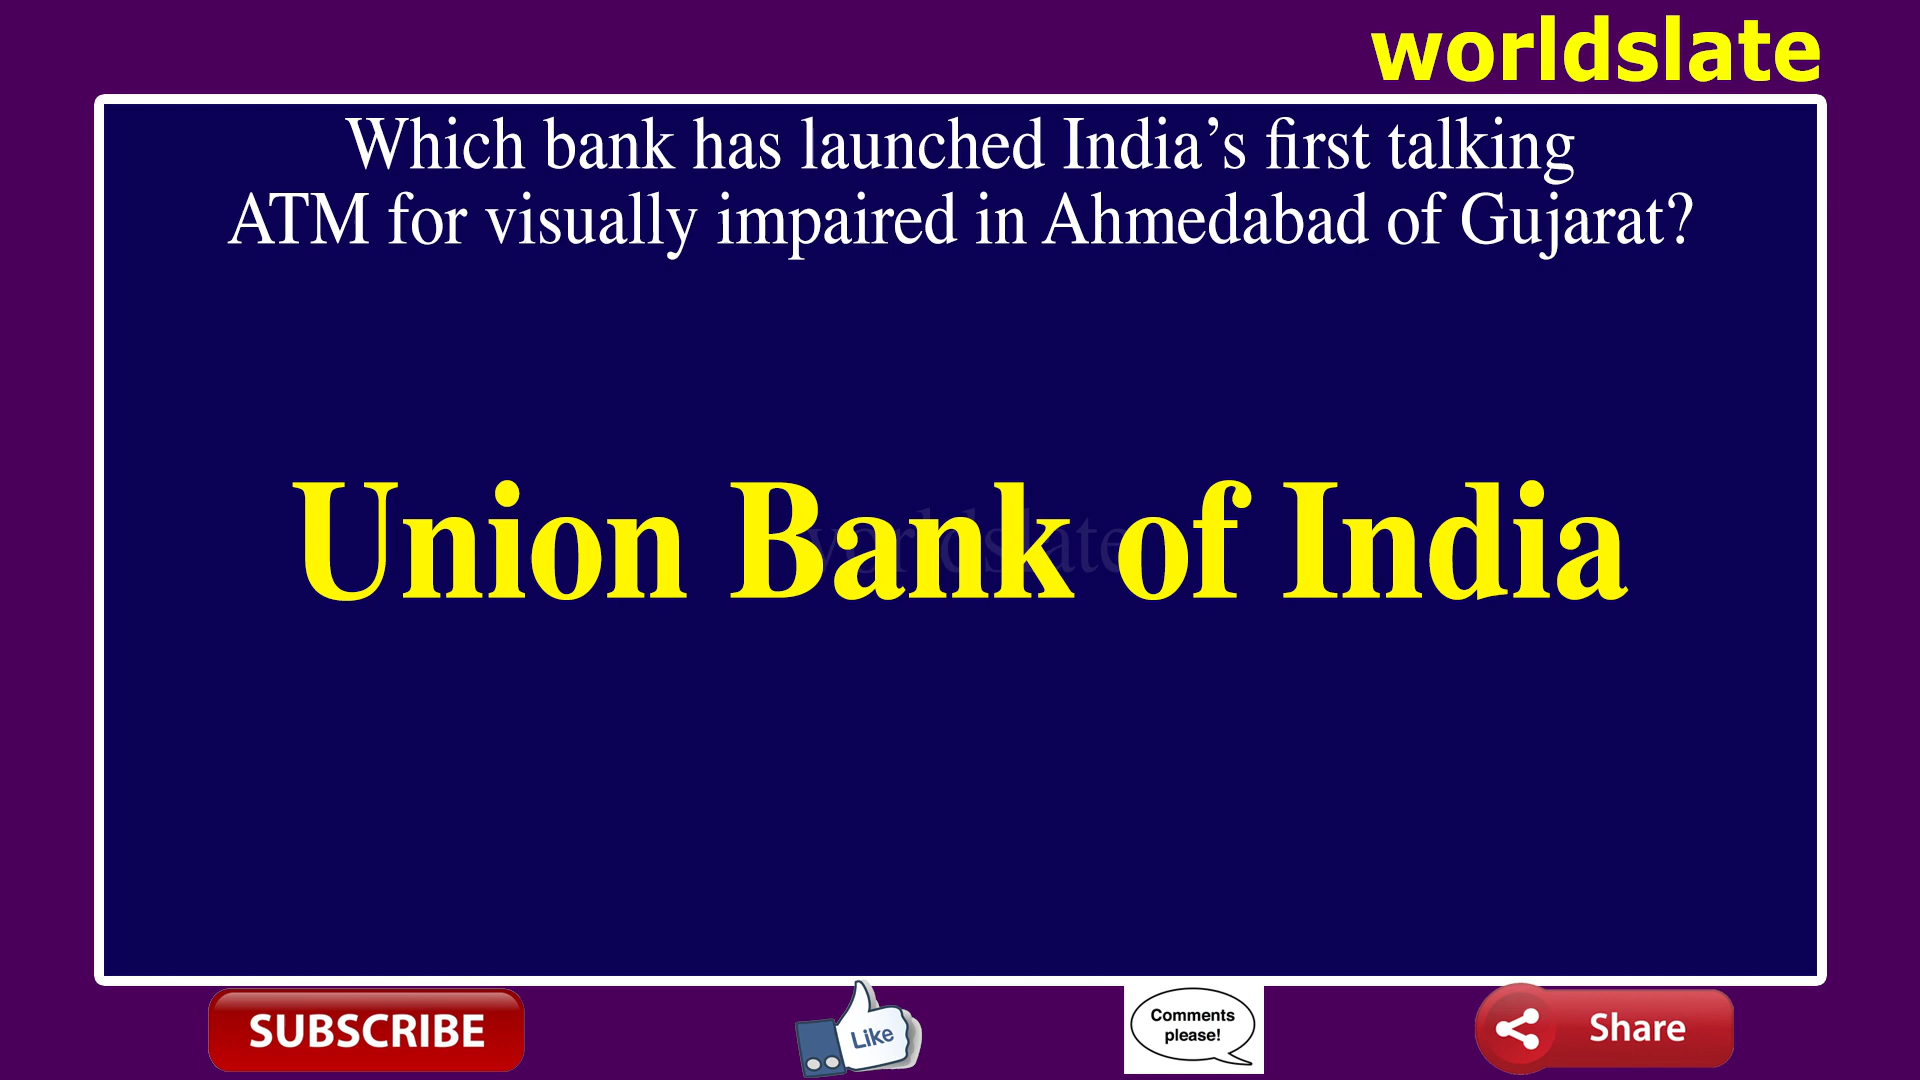 worldslate
Which bank has launched India’s first talking
ATM for visually impaired in Ahmedabad of Gujarat?
worldslate
Union Bank of India
SUBSCRIBE
Like
Comments
please!
Share